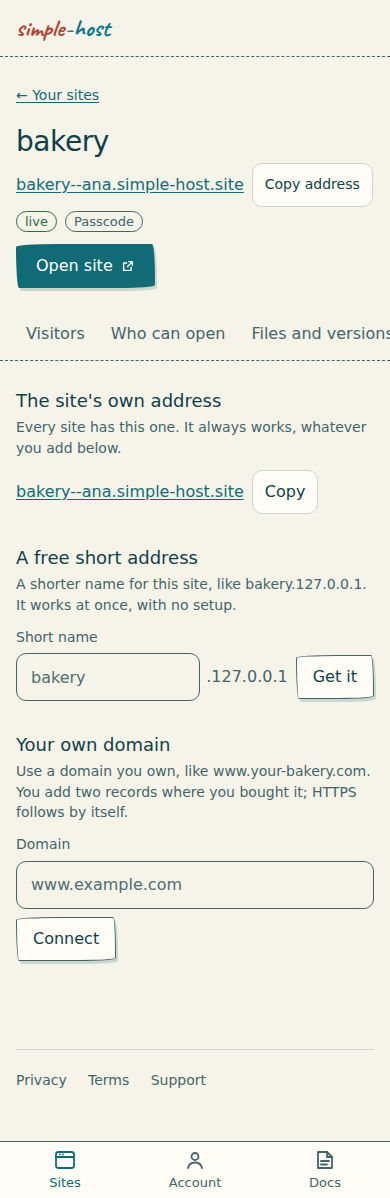 simple-host
← Your sites
bakery
bakery--ana.simple-host.site Copy address
live Passcode
Open site
Visitors Who can open Files and versions
The site's own address
Every site has this one. It always works, whatever
you add below.
bakery--ana.simple-host.site Copy
A free short address
A shorter name for this site, like bakery.127.0.0.1.
It works at once, with no setup.
Short name
bakery .127.0.0.1 Get it
Your own domain
Use a domain you own, like www.your-bakery.com.
You add two records where you bought it; HTTPS
follows by itself.
Domain
www.example.com
Connect
Privacy Terms Support
Sites Account Docs